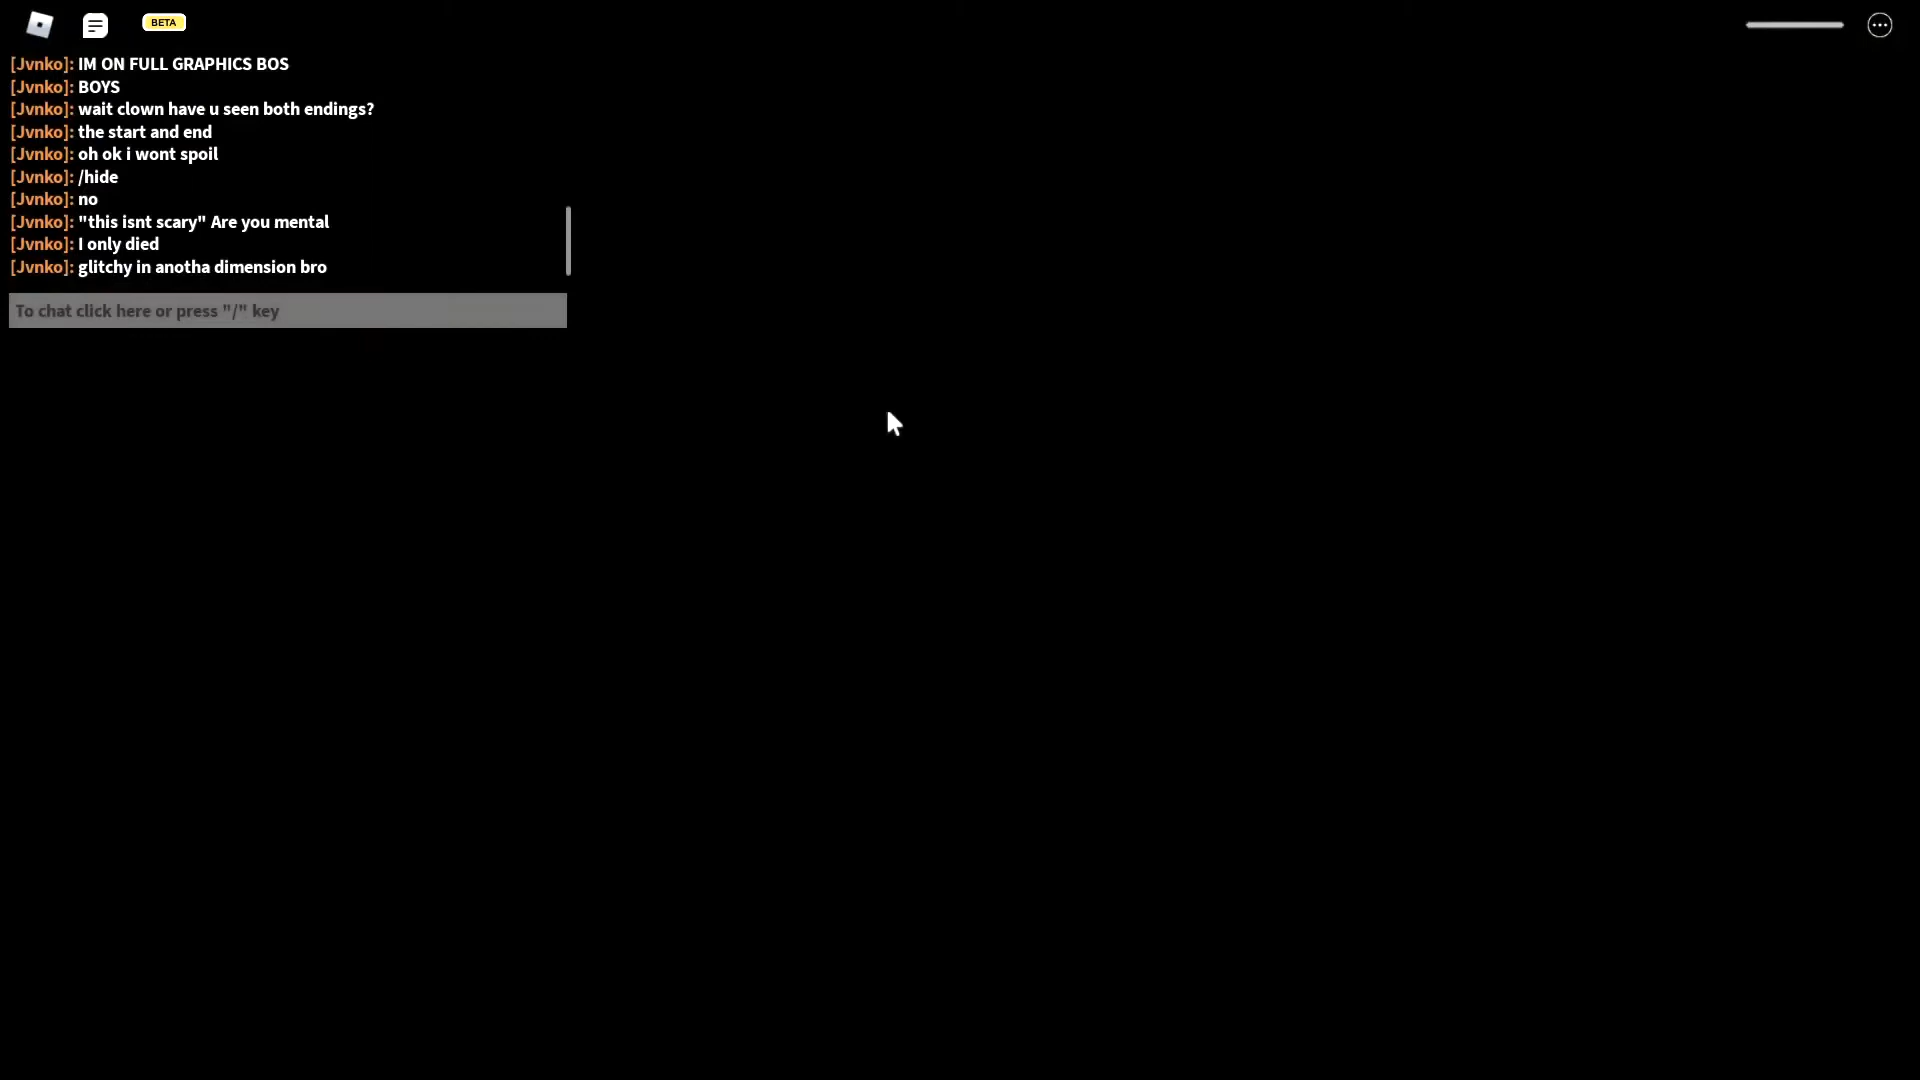 BETA
[Jvnko]: IM ON FULL GRAPHICS BOS
[Jvnko]: BOYS
[Jvnko]: wait clown have u seen both endings?
[Jvnko]: the start and end
[Jvnko]: oh ok i wont spoil
[Jvnko]: /hide
[Jvnko]: no
[Jvnko]: "this isnt scary" Are you mental
[Jvnko]: I only died
[Jvnko]: glitchy in anotha dimension bro
To chat click here or press "/" key